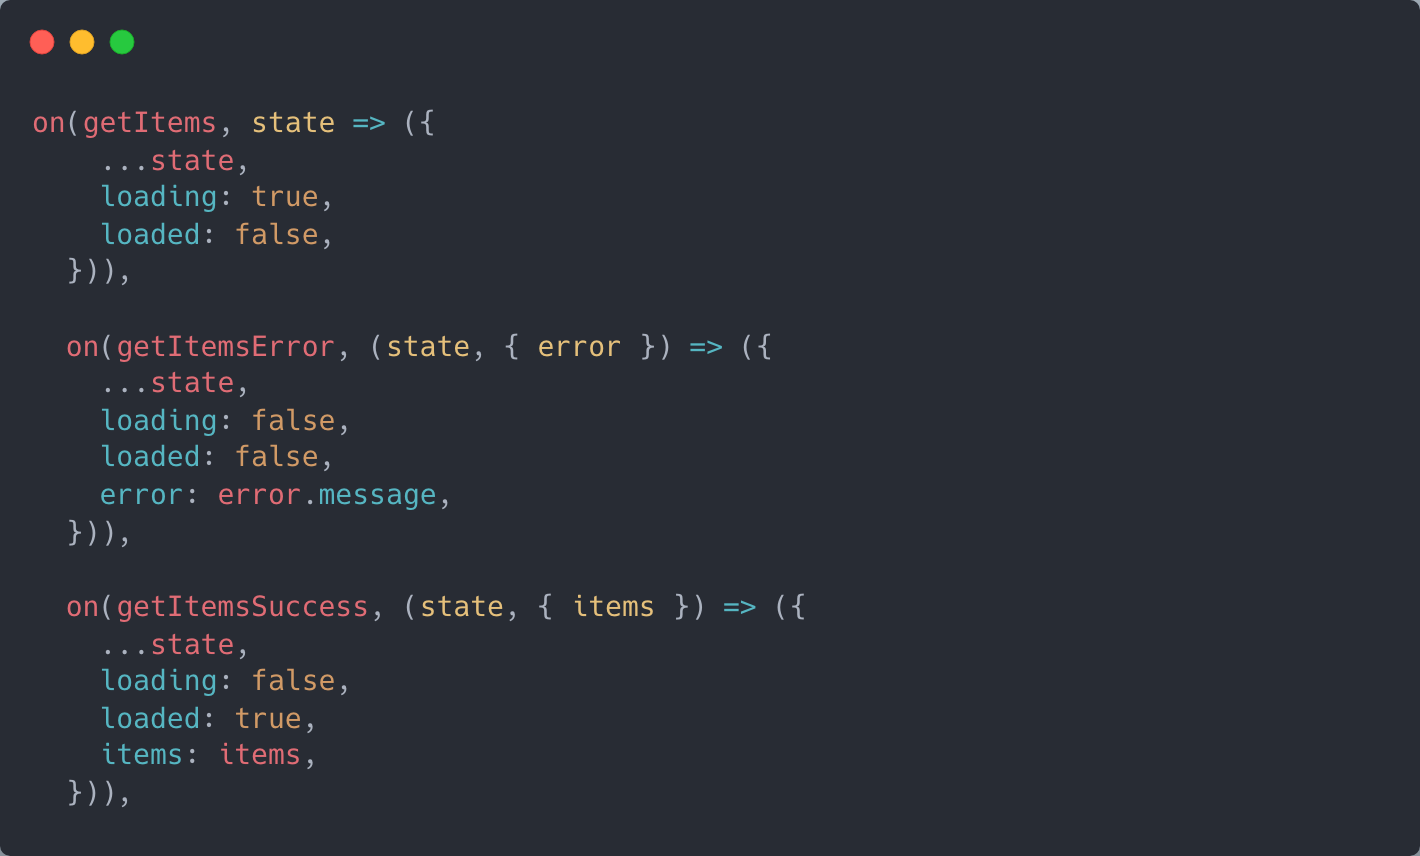 on(getItems, state => ({
    ...state,
    loading: true,
    loaded: false,
  })),

  on(getItemsError, (state, { error }) => ({
    ...state,
    loading: false,
    loaded: false,
    error: error.message,
  })),

  on(getItemsSuccess, (state, { items }) => ({
    ...state,
    loading: false,
    loaded: true,
    items: items,
  })),